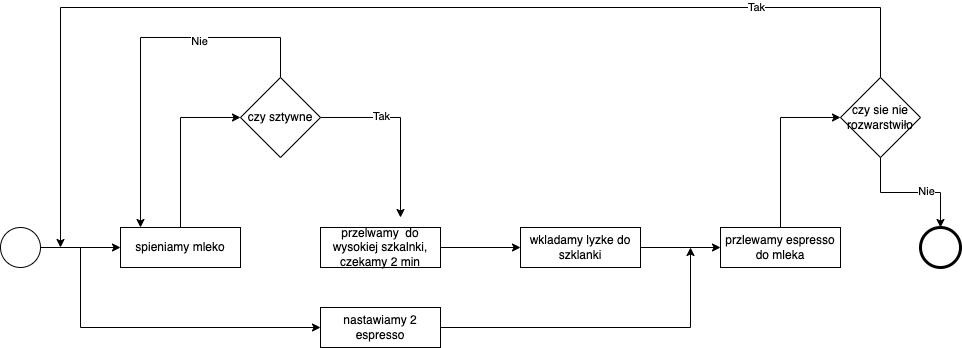 Tak
Nie
czy sztywne
Tak
czy sie nie
rozwarstwiło
Nie
spieniamy mleko
przelwamy do
wysokiej szkalnki,
czekamy 2 min
wkladamy lyzke do
szklanki
przlewamy espresso
do mleka
nastawiamy 2
espresso